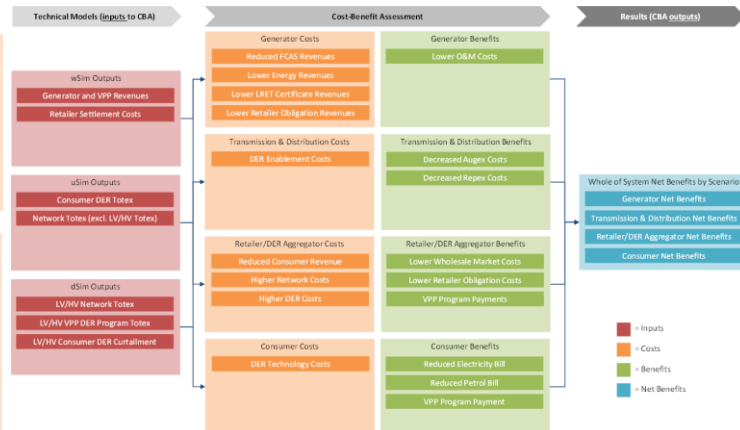 Technical Models (inputs to CBA)
Cost-Benefit Assessment
Results (CBA outputs)
wSim Outputs
Generator and VPP Revenues
Retailer Settlement Costs
uSim Outputs
Consumer DER Totex
Network Totex (excl. LV/HV Totex)
dSim Outputs
LV/HV Network Totex
LV/HV VPP DER Program Totex
LV/HV Consumer DER Curtailment
Generator Costs
Reduced FCAS Revenues
Lower Energy Revenues
Lower LRET Certificate Revenues
Lower Retailer Obligation Revenues
Generator Benefits
Lower O&M Costs
Transmission & Distribution Costs
DER Enablement Costs
Transmission & Distribution Benefits
Decreased Augex Costs
Decreased Repex Costs
Retailer/DER Aggregator Costs
Reduced Consumer Revenue
Higher Network Costs
Higher DER Costs
Retailer/DER Aggregator Benefits
Lower Wholesale Market Costs
Lower Retailer Obligation Costs
VPP Program Payments
Consumer Costs
DER Technology Costs
Consumer Benefits
Reduced Electricity Bill
Reduced Petrol Bill
VPP Program Payment
Whole of System Net Benefits by Scenario
Generator Net Benefits
Transmission & Distribution Net Benefits
Retailer/DER Aggregator Net Benefits
Consumer Net Benefits
= Inputs
= Costs
= Benefits
= Net Benefits